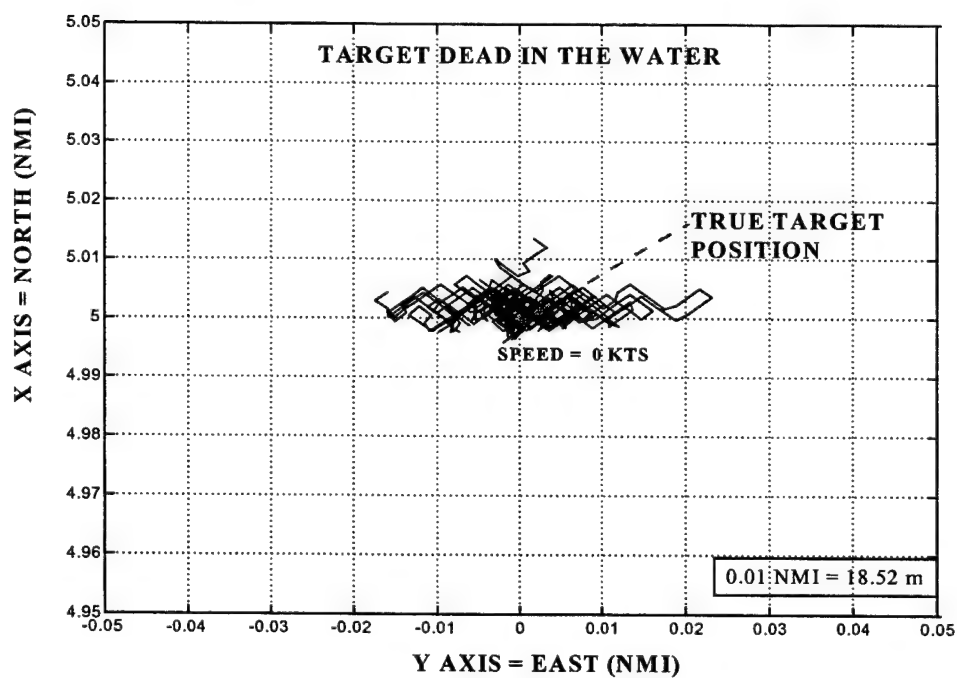 5.05
TARGET DEAD IN THE WATER
5.04
5.03
5.02
TRUE TARGET
POSITION
5.01
5
SPEED = 0 KTS
4.99
4.98
4.97
4.96
0.01 NMI = 18.52 m
4.95
-0.05 -0.03 -0.02 -0.01 0 0.01 0.02 0.03 0.04 0.05
X AXIS = NORTH (NMI)
Y AXIS = EAST (NMI)